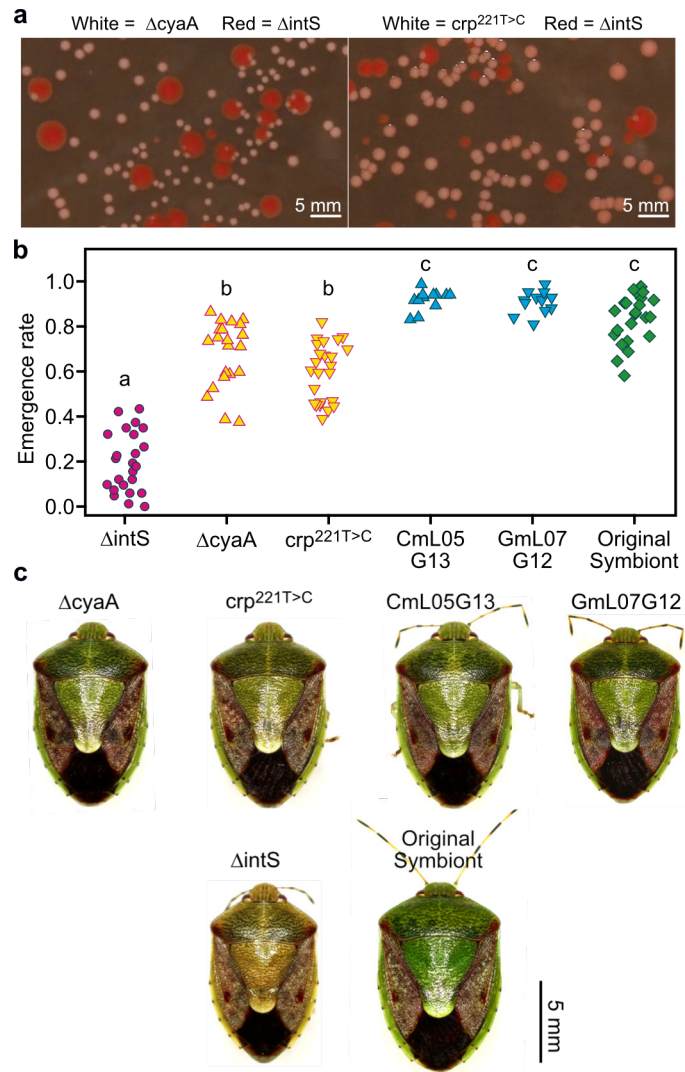 a
White = ΔcyaA Red = ΔintS
White = crp221T>C Red = ΔintS
5 mm
5 mm
b
Emergence rate
1.0
0.8
0.6
0.4
0.2
0.0
a
b
b
c
c
c
ΔintS
ΔcyaA
crp221T>C
CmL05
G13
GmL07
G12
Original
Symbiont
c
ΔcyaA
crp221T>C
CmL05G13
GmL07G12
ΔintS
Original
Symbiont
5 mm